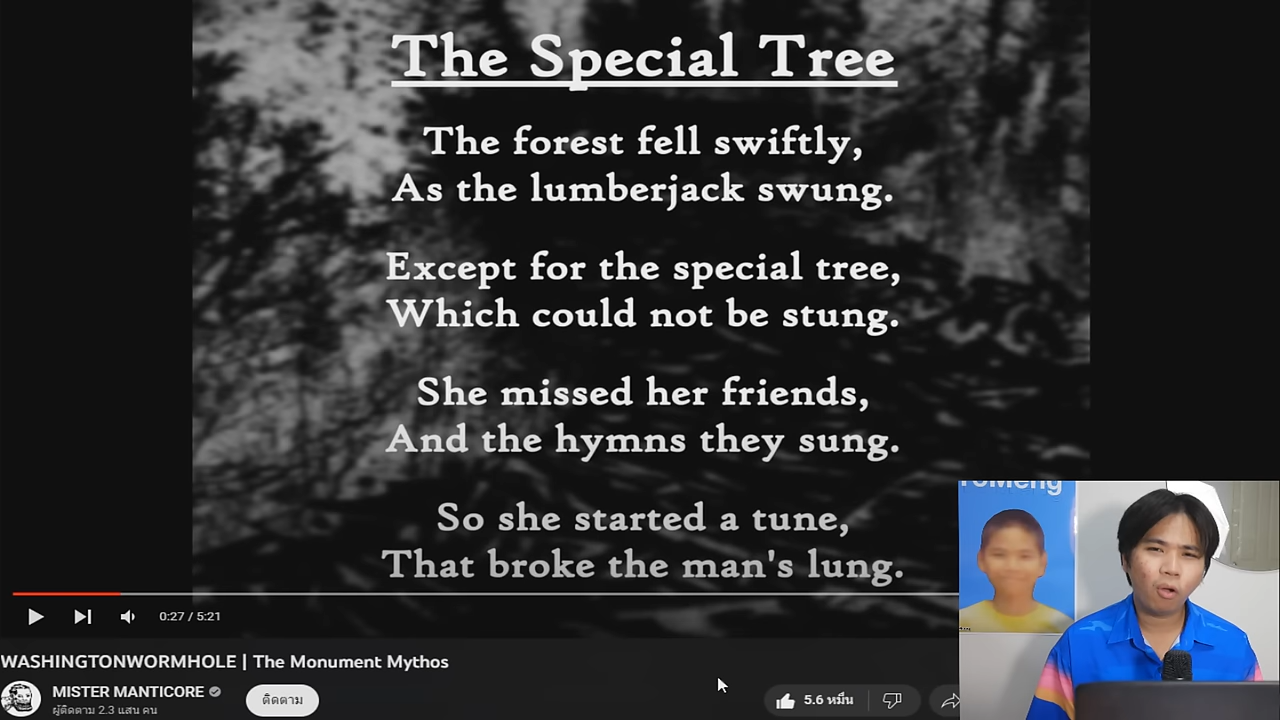 The Special Tree
The forest fell swiftly,
As the lumberjack swung.
Except for the special tree,
Which could not be stung.
She missed her friends,
And the hymns they sung.
So she started a tune,
That broke the man's lung.
0:27 / 5:21
WASHINGTONWORMHOLE | The Monument Mythos
MISTER MANTICORE
ผู้ติดตาม 2.3 แสน คน
ติดตาม
5.6 หมื่น